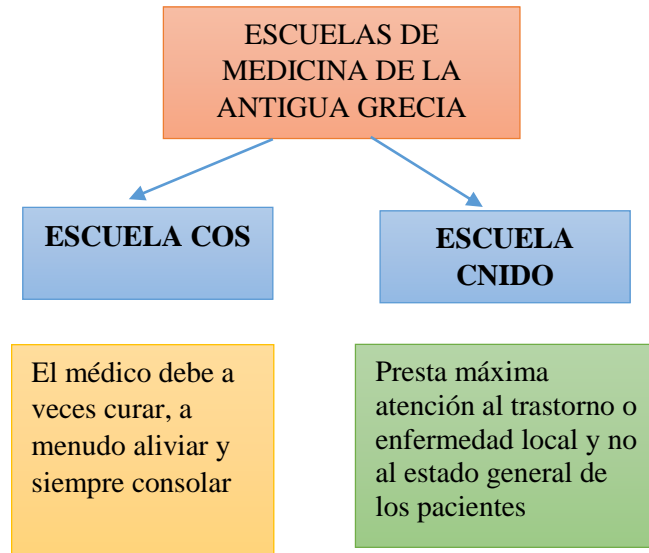 ESCUELAS DE
MEDICINA DE LA
ANTIGUA GRECIA
ESCUELA COS
ESCUELA
CNIDO
El médico debe a
veces curar, a
menudo aliviar y
siempre consolar
Presta máxima
atención al trastorno o
enfermedad local y no
al estado general de
los pacientes